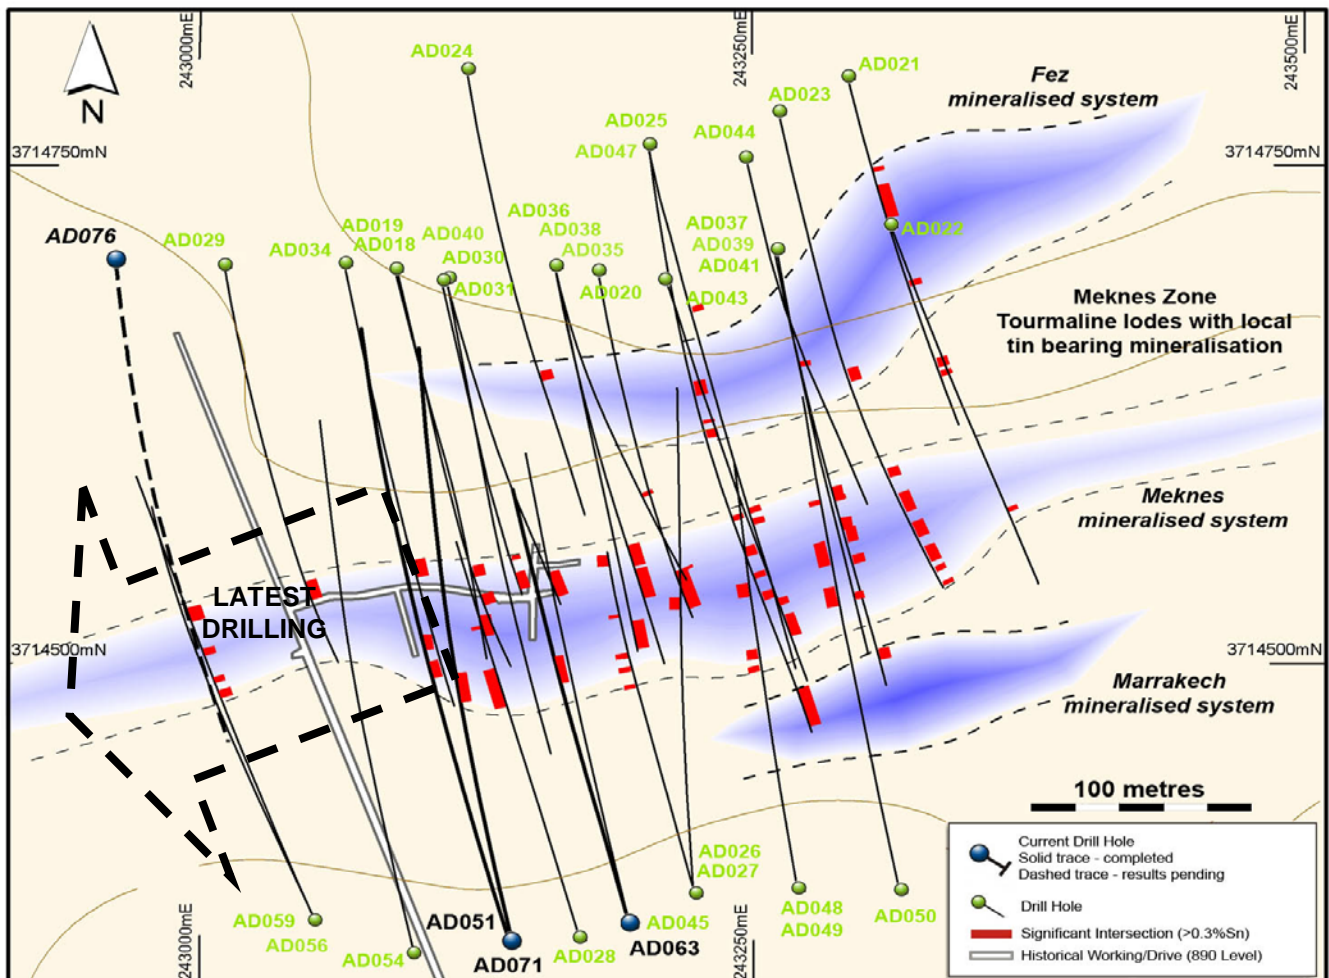 243000mE
243250mE
243500mE
N
AD024
AD021
Fez
mineralised system
AD023
AD025
AD044
AD047
3714750mN
3714750mN
AD076
AD029
AD034
AD019
AD018
AD040
AD030
AD031
AD036
AD038
AD035
AD020
AD037
AD039
AD041
AD043
AD022
Meknes Zone
Tourmaline lodes with local
tin bearing mineralisation
Meknes
mineralised system
LATEST
DRILLING
3714500mN
3714500mN
Marrakech
mineralised system
100 metres
AD026
AD027
AD059
AD056
AD054
AD051
AD071
AD028
AD045
AD063
AD048
AD049
AD050
243000mE
243250mE
Current Drill Hole
Solid trace - completed
Dashed trace - results pending
Drill Hole
Significant Intersection (>0.3%Sn)
Historical Working/Drive (890 Level)